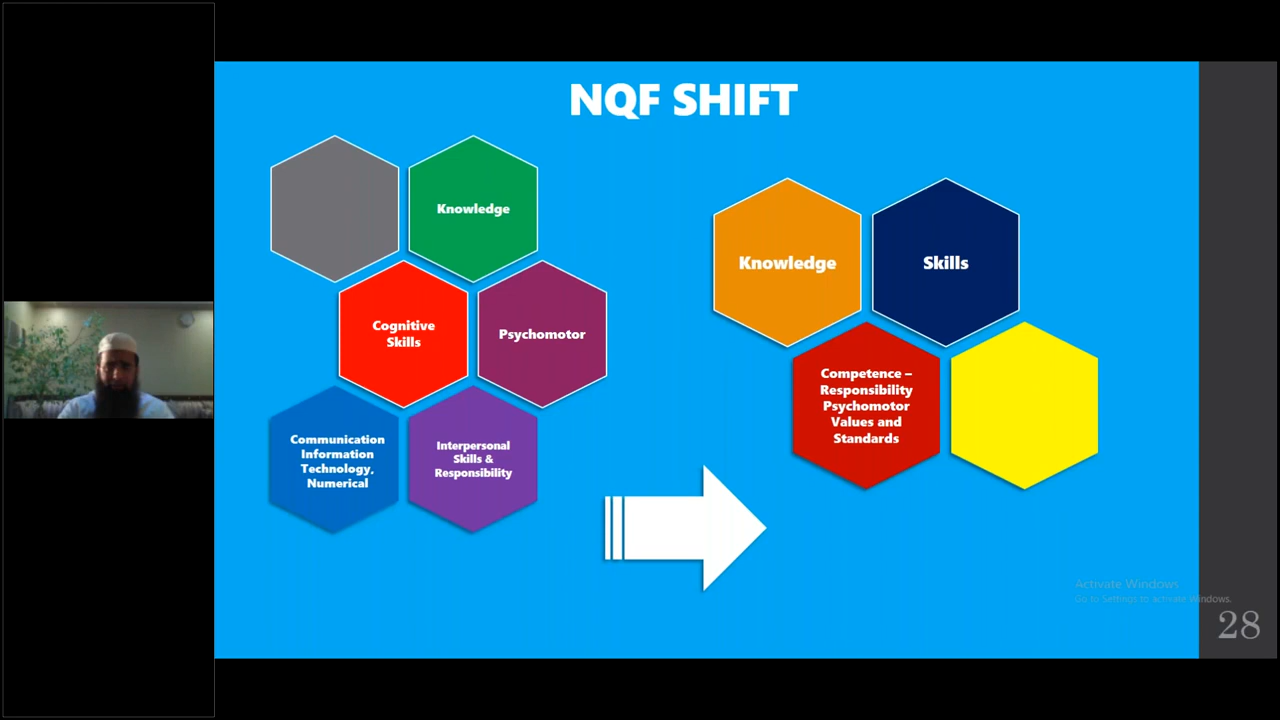 NQF SHIFT
Knowledge
Cognitive
Skills
Psychomotor
Communication
Information
Technology,
Numerical
Interpersonal
Skills &
Responsibility
Knowledge
Skills
Competence –
Responsibility
Psychomotor
Values and
Standards
Activate Windows
Go to Settings to activate Windows.
28